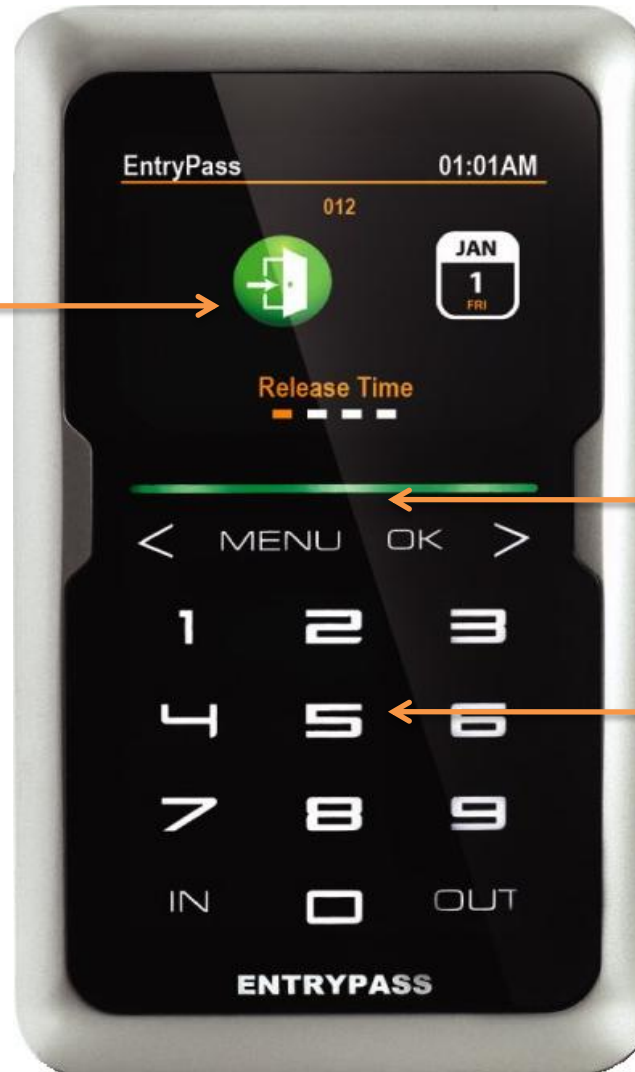 EntryPass 01:01AM
012
JAN
1
FRI
Release Time
< MENU OK >
1 2 3
4 5 6
7 8 9
IN 0 OUT
ENTRYPASS